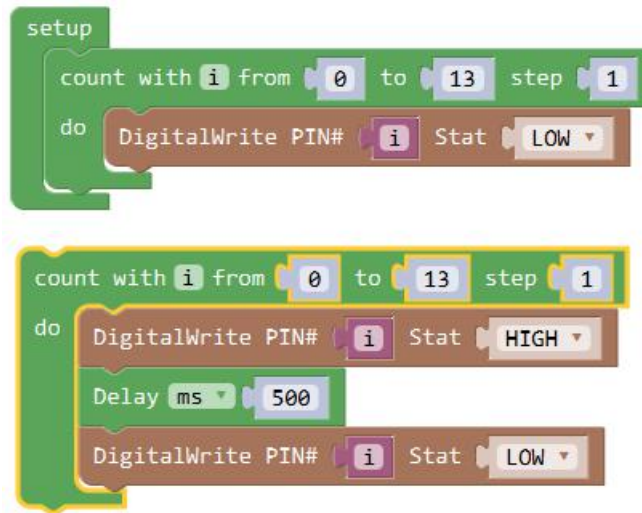 setup
count with i from 0 to 13 step 1
do DigitalWrite PIN# i Stat LOW
count with i from 0 to 13 step 1
do DigitalWrite PIN# i Stat HIGH
Delay ms 500
DigitalWrite PIN# i Stat LOW